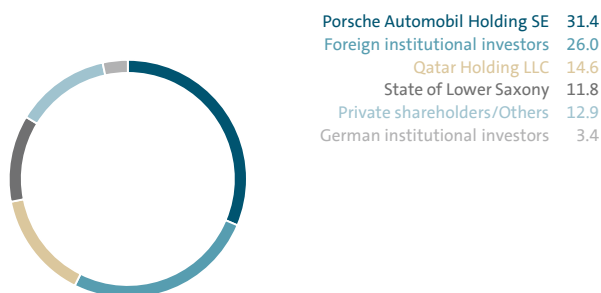 Porsche Automobil Holding SE 31.4
Foreign institutional investors 26.0
Qatar Holding LLC 14.6
State of Lower Saxony 11.8
Private shareholders/Others 12.9
German institutional investors 3.4